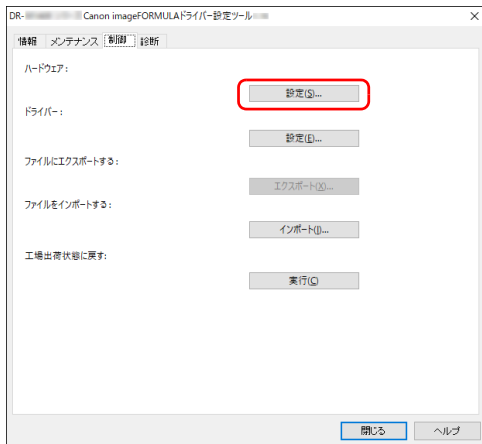 DR- Canon imageFORMULAドライバー設定ツール
情報 メンテナンス 制御 診断
ハードウェア:
設定(S)...
ドライバー:
設定(E)...
ファイルにエクスポートする:
エクスポート(X)...
ファイルをインポートする:
インポート(I)...
工場出荷状態に戻す:
実行(C)
閉じる ヘルプ